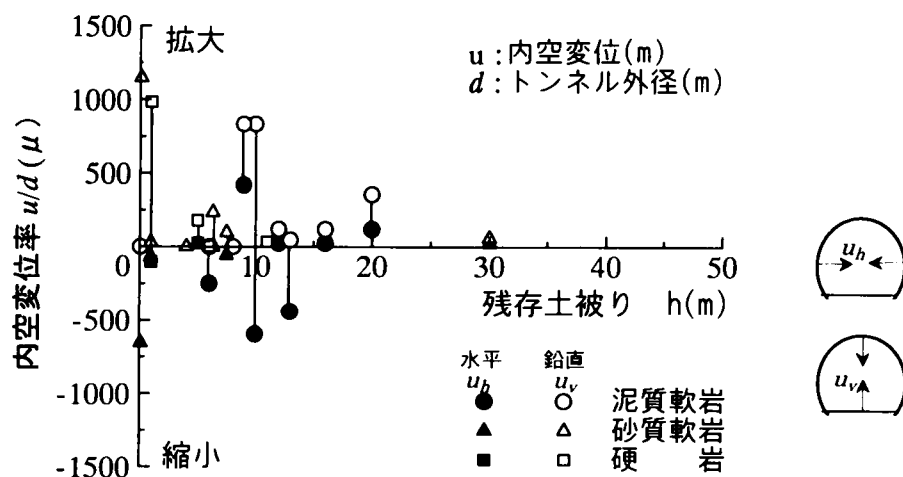 1500
拡大
u:内空変位(m)
d:トンネル外径(m)
1000
500
0
-500
-1000
-1500
内空変位率 u/d(μ)
10
20
30
40
50
残存土被り h(m)
縮小
水平 鉛直
u_h u_v
泥質軟岩
砂質軟岩
硬 岩
u_h
u_v